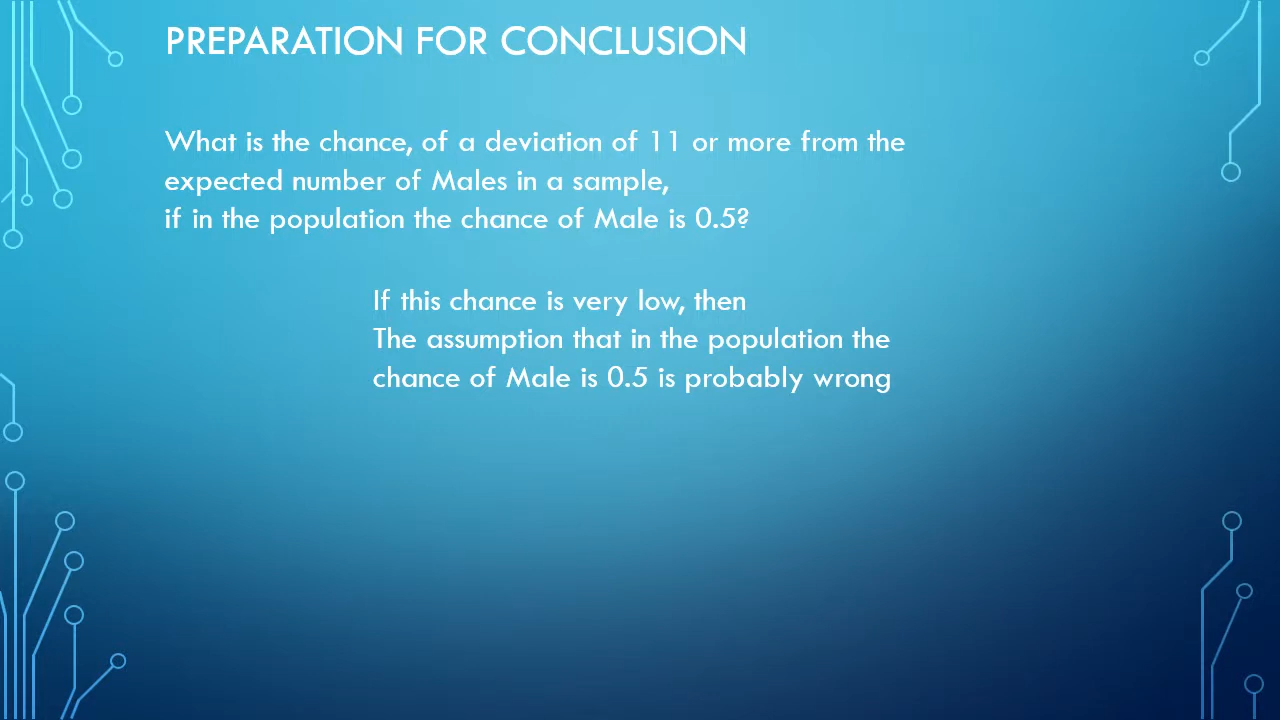 PREPARATION FOR CONCLUSION
What is the chance, of a deviation of 11 or more from the
expected number of Males in a sample,
if in the population the chance of Male is 0.5?
If this chance is very low, then
The assumption that in the population the
chance of Male is 0.5 is probably wrong